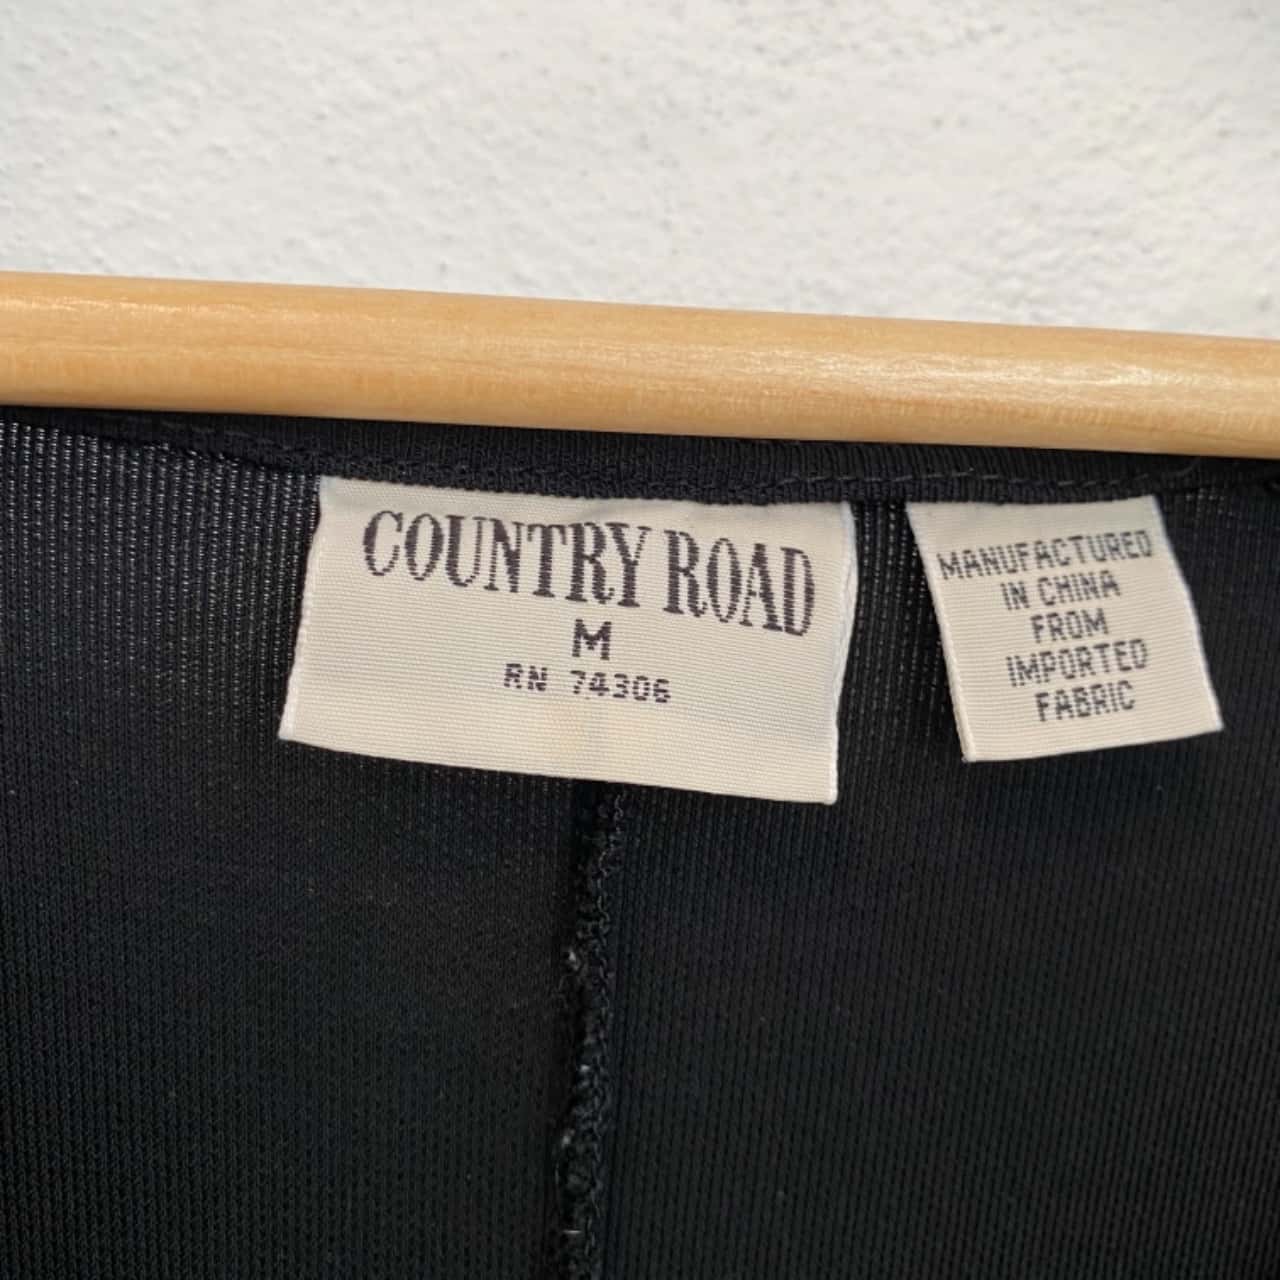 COUNTRY ROAD
M
RN 74306
MANUFACTURED
IN CHINA
FROM
IMPORTED
FABRIC